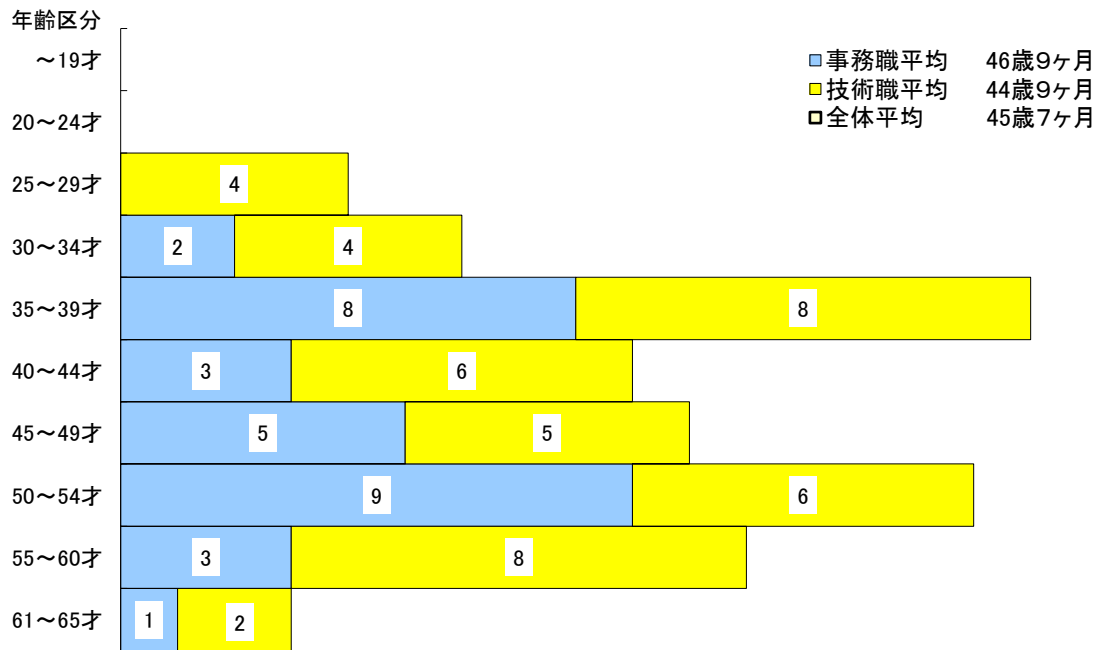 年齢区分
～19才
事務職平均 46歳９ヶ月
技術職平均 44歳９ヶ月
全体平均 45歳７ヶ月
20～24才
25～29才 4
30～34才 2 4
35～39才 8 8
40～44才 3 6
45～49才 5 5
50～54才 9 6
55～60才 3 8
61～65才 1 2